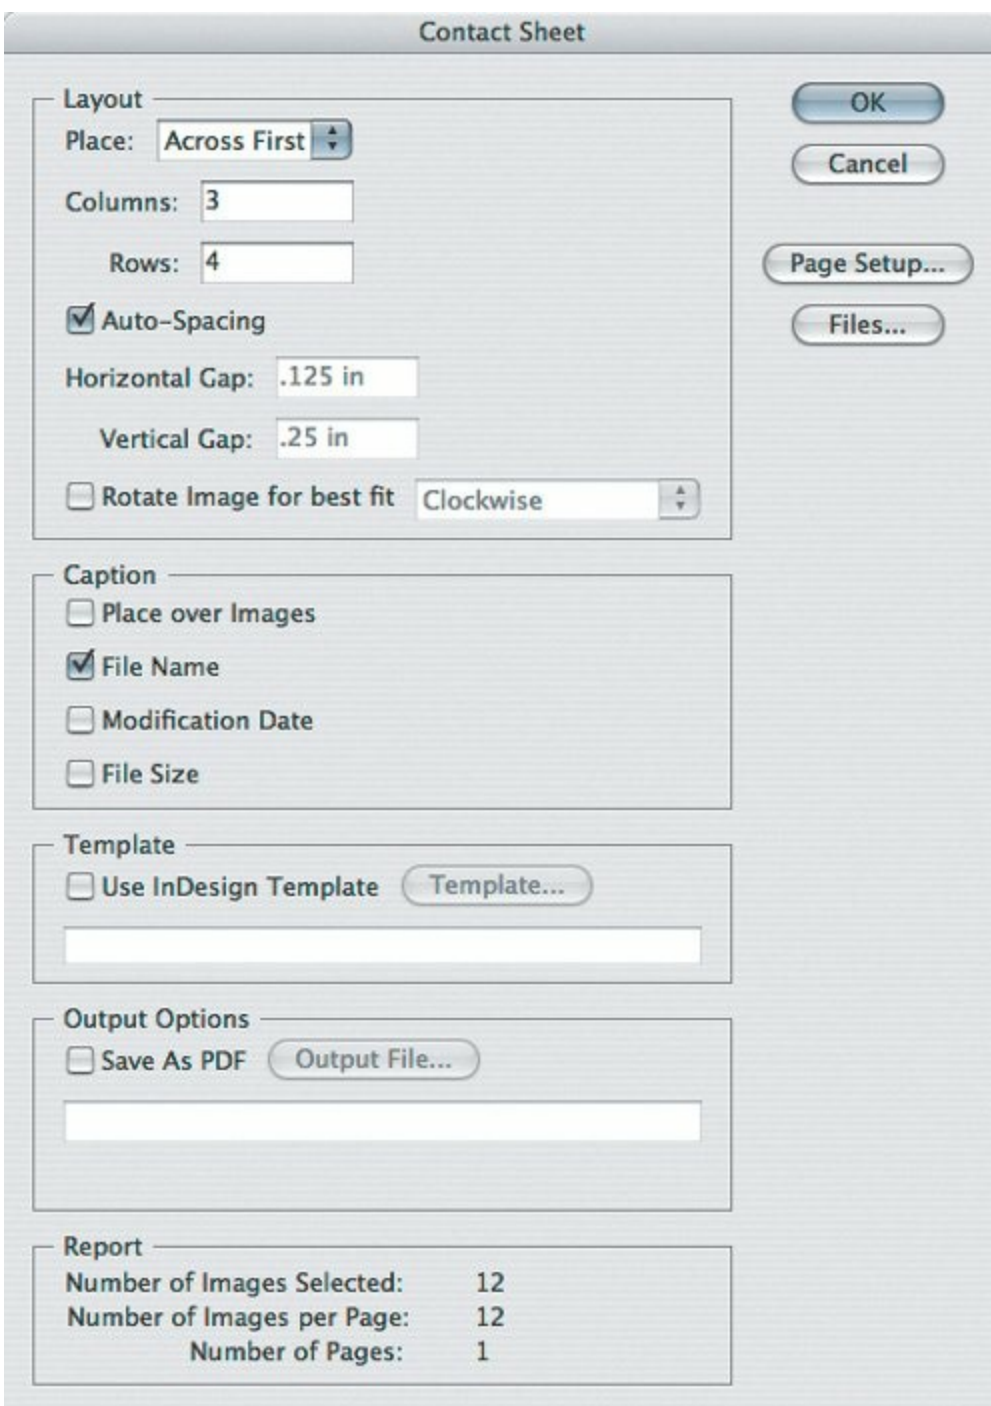 Contact Sheet
Layout
Place: Across First
Columns: 3
Rows: 4
Auto-Spacing
Horizontal Gap: .125 in
Vertical Gap: .25 in
Rotate Image for best fit Clockwise
OK
Cancel
Page Setup...
Files...
Caption
Place over Images
File Name
Modification Date
File Size
Template
Use InDesign Template Template...
Output Options
Save As PDF Output File...
Report
Number of Images Selected: 12
Number of Images per Page: 12
Number of Pages: 1